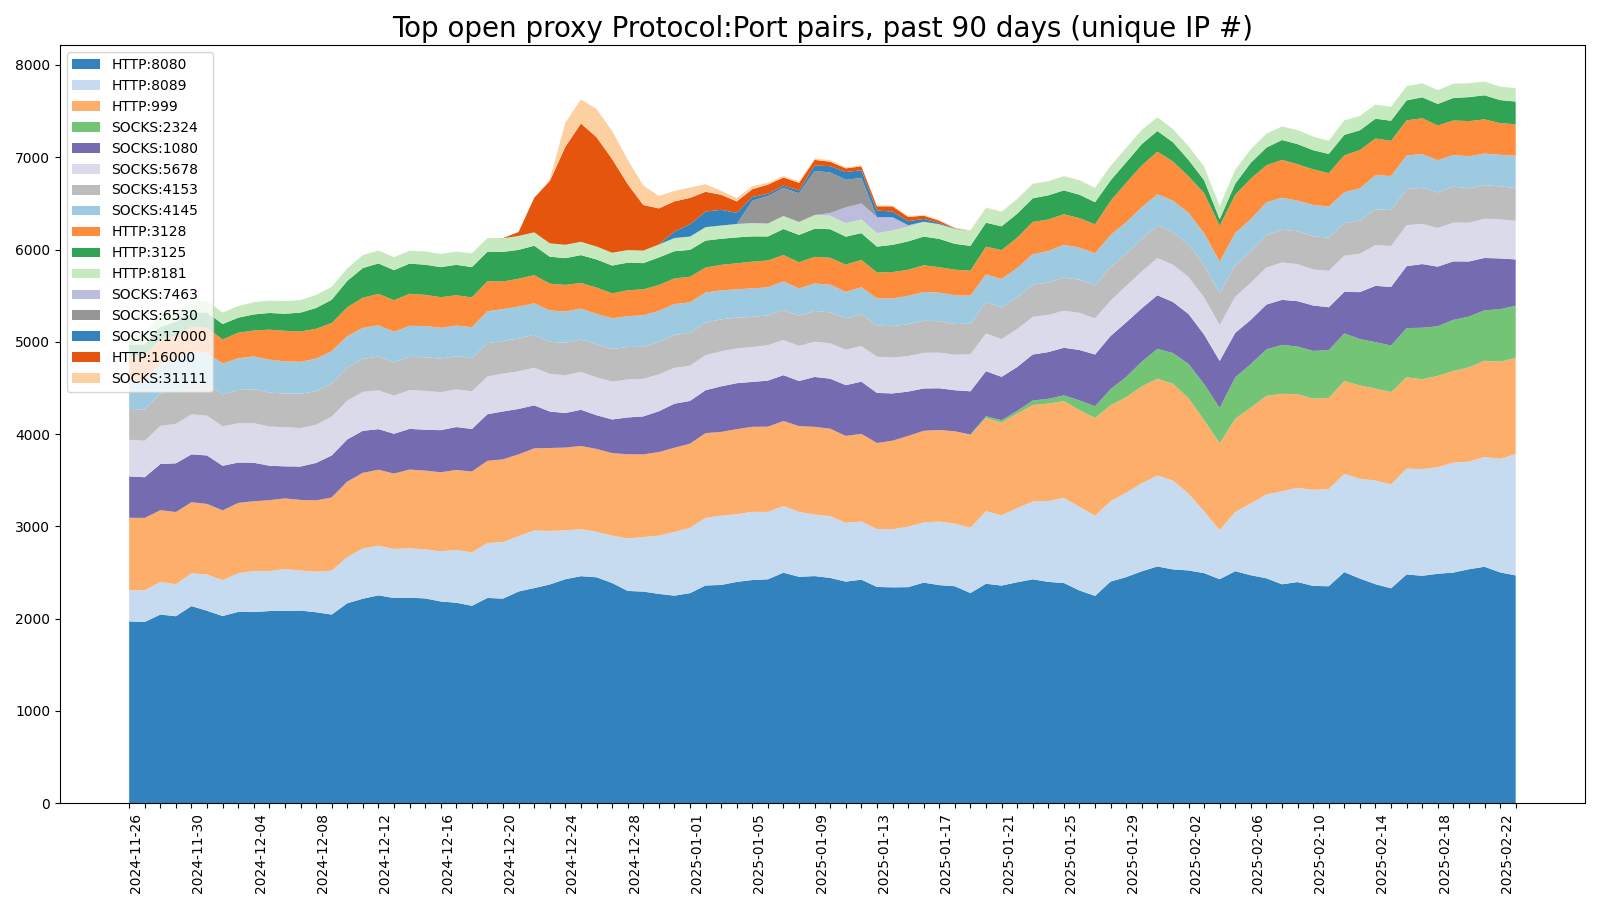 Top open proxy Protocol:Port pairs, past 90 days (unique IP #)
8000
7000
6000
5000
4000
3000
2000
1000
0
HTTP:8080
HTTP:8089
HTTP:999
SOCKS:2324
SOCKS:1080
SOCKS:5678
SOCKS:4153
SOCKS:4145
HTTP:3128
HTTP:3125
HTTP:8181
SOCKS:7463
SOCKS:6530
SOCKS:17000
HTTP:16000
SOCKS:31111
2024-11-26
2024-11-30
2024-12-04
2024-12-08
2024-12-12
2024-12-16
2024-12-20
2024-12-24
2024-12-28
2025-01-01
2025-01-05
2025-01-09
2025-01-13
2025-01-17
2025-01-21
2025-01-25
2025-01-29
2025-02-02
2025-02-06
2025-02-10
2025-02-14
2025-02-18
2025-02-22